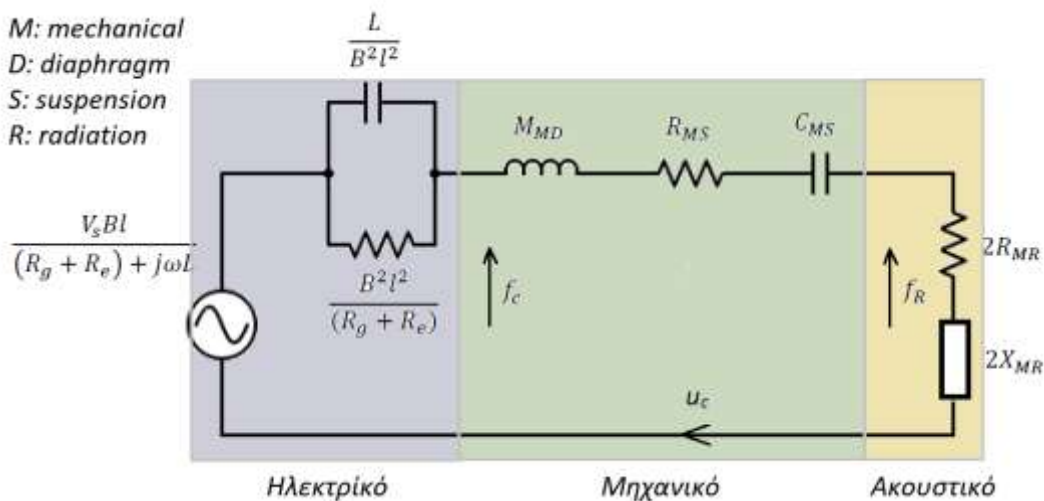 M: mechanical
D: diaphragm
S: suspension
R: radiation
L
B²l²
M_MD
R_MS
C_MS
V_sBl
(R_g + R_e) + jωL
B²l²
(R_g + R_e)
f_c
f_R
2R_MR
2X_MR
u_c
Ηλεκτρίκό
Μηχανικό
Ακουστικό